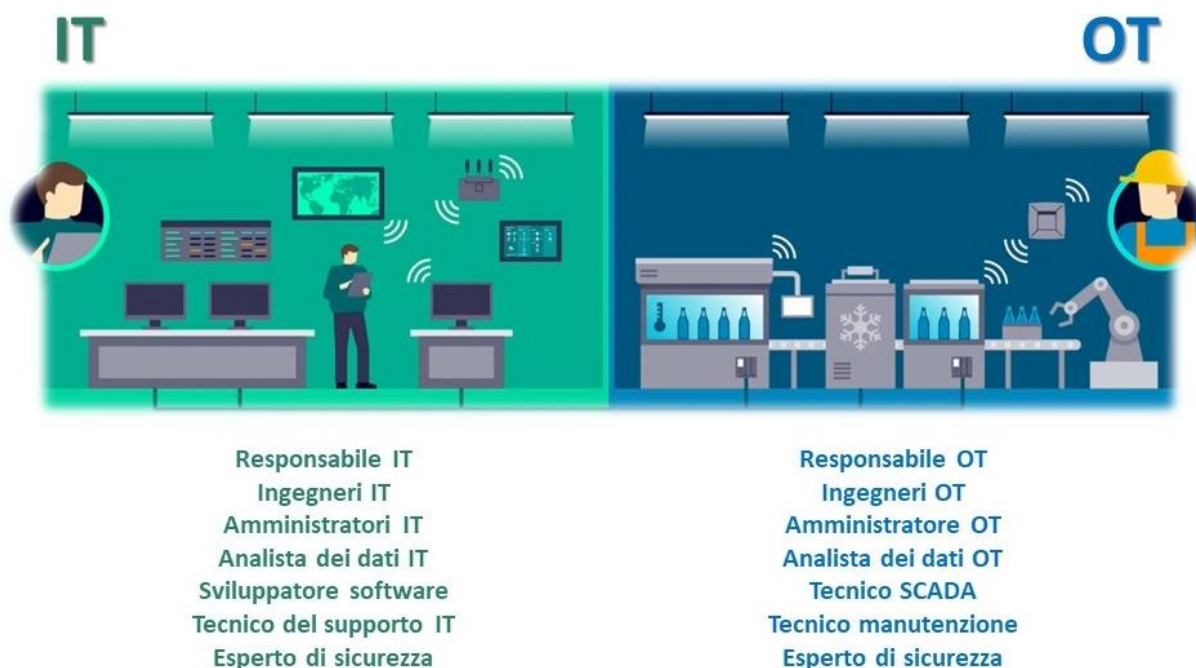 IT
OT
Responsabile IT
Ingegneri IT
Amministratori IT
Analista dei dati IT
Sviluppatore software
Tecnico del supporto IT
Esperto di sicurezza
Responsabile OT
Ingegneri OT
Amministratore OT
Analista dei dati OT
Tecnico SCADA
Tecnico manutenzione
Esperto di sicurezza